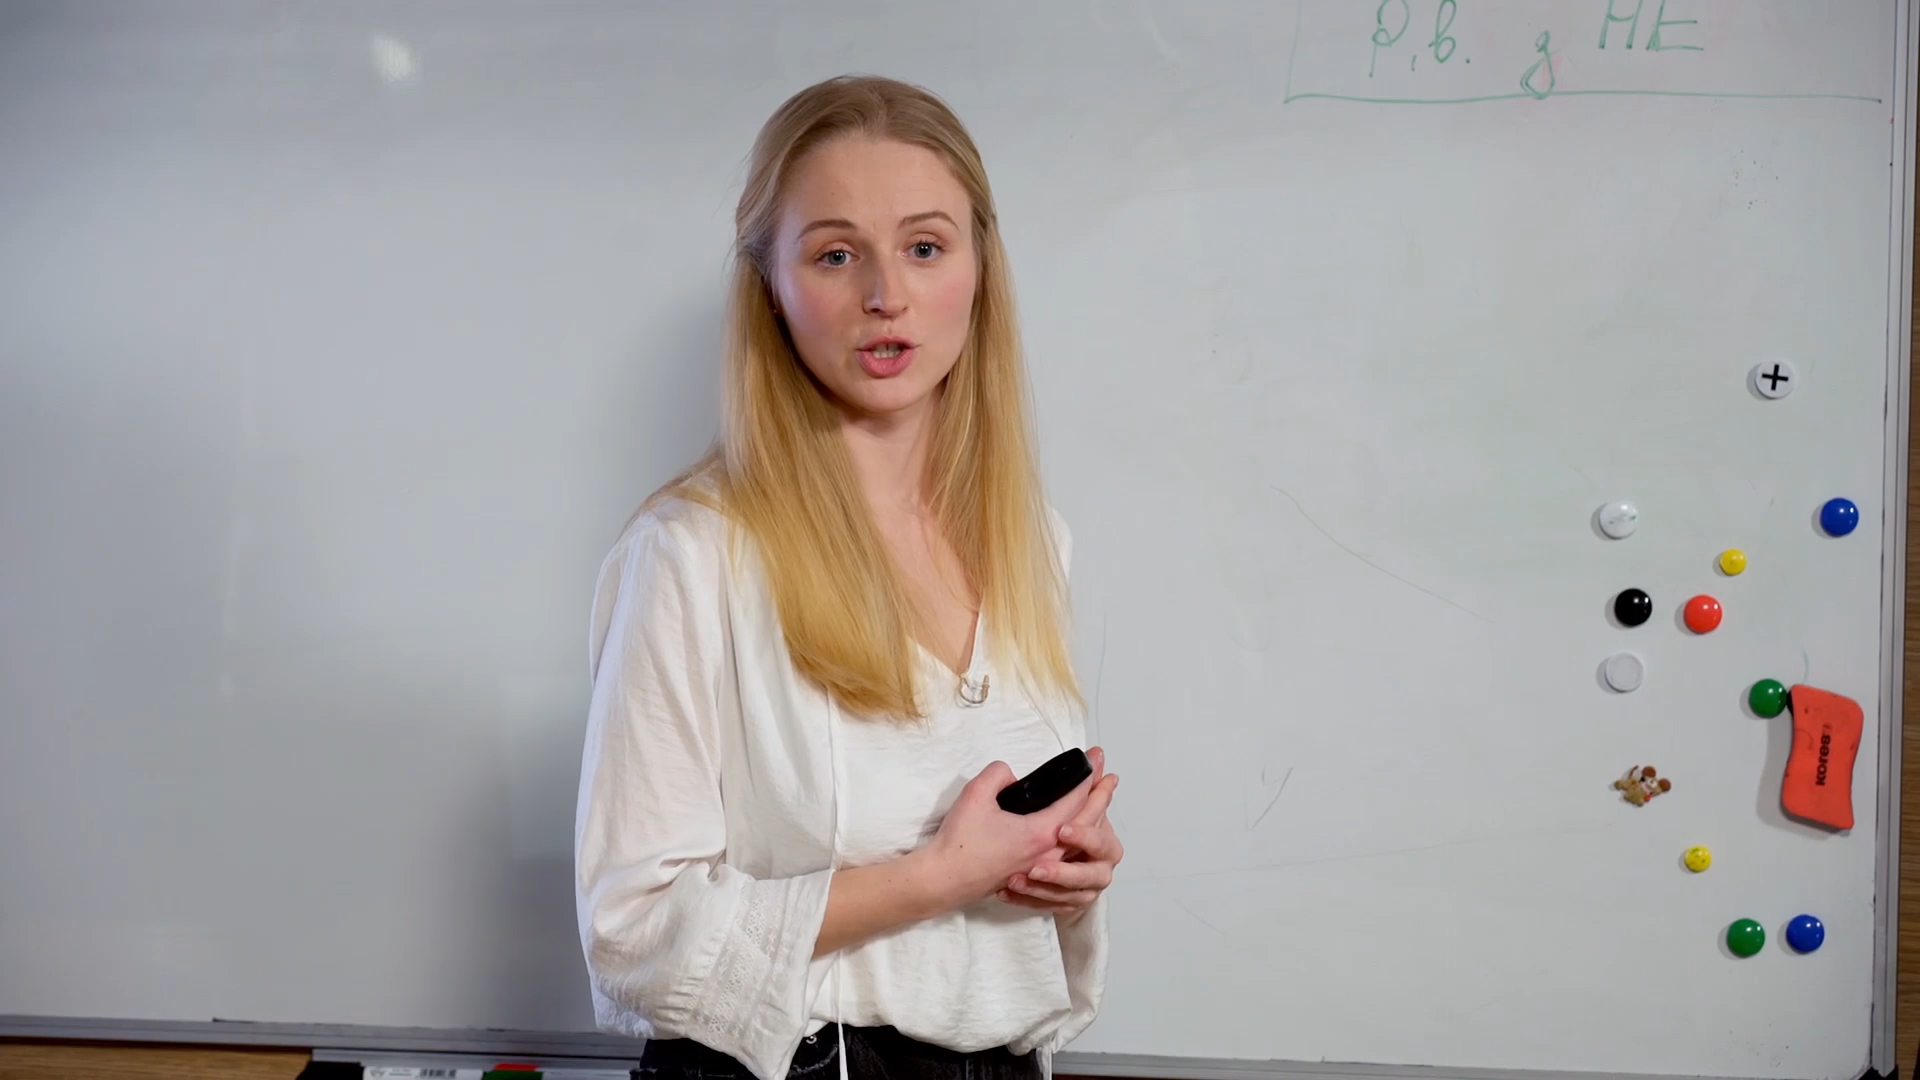 Р,в. з НЕ
kores